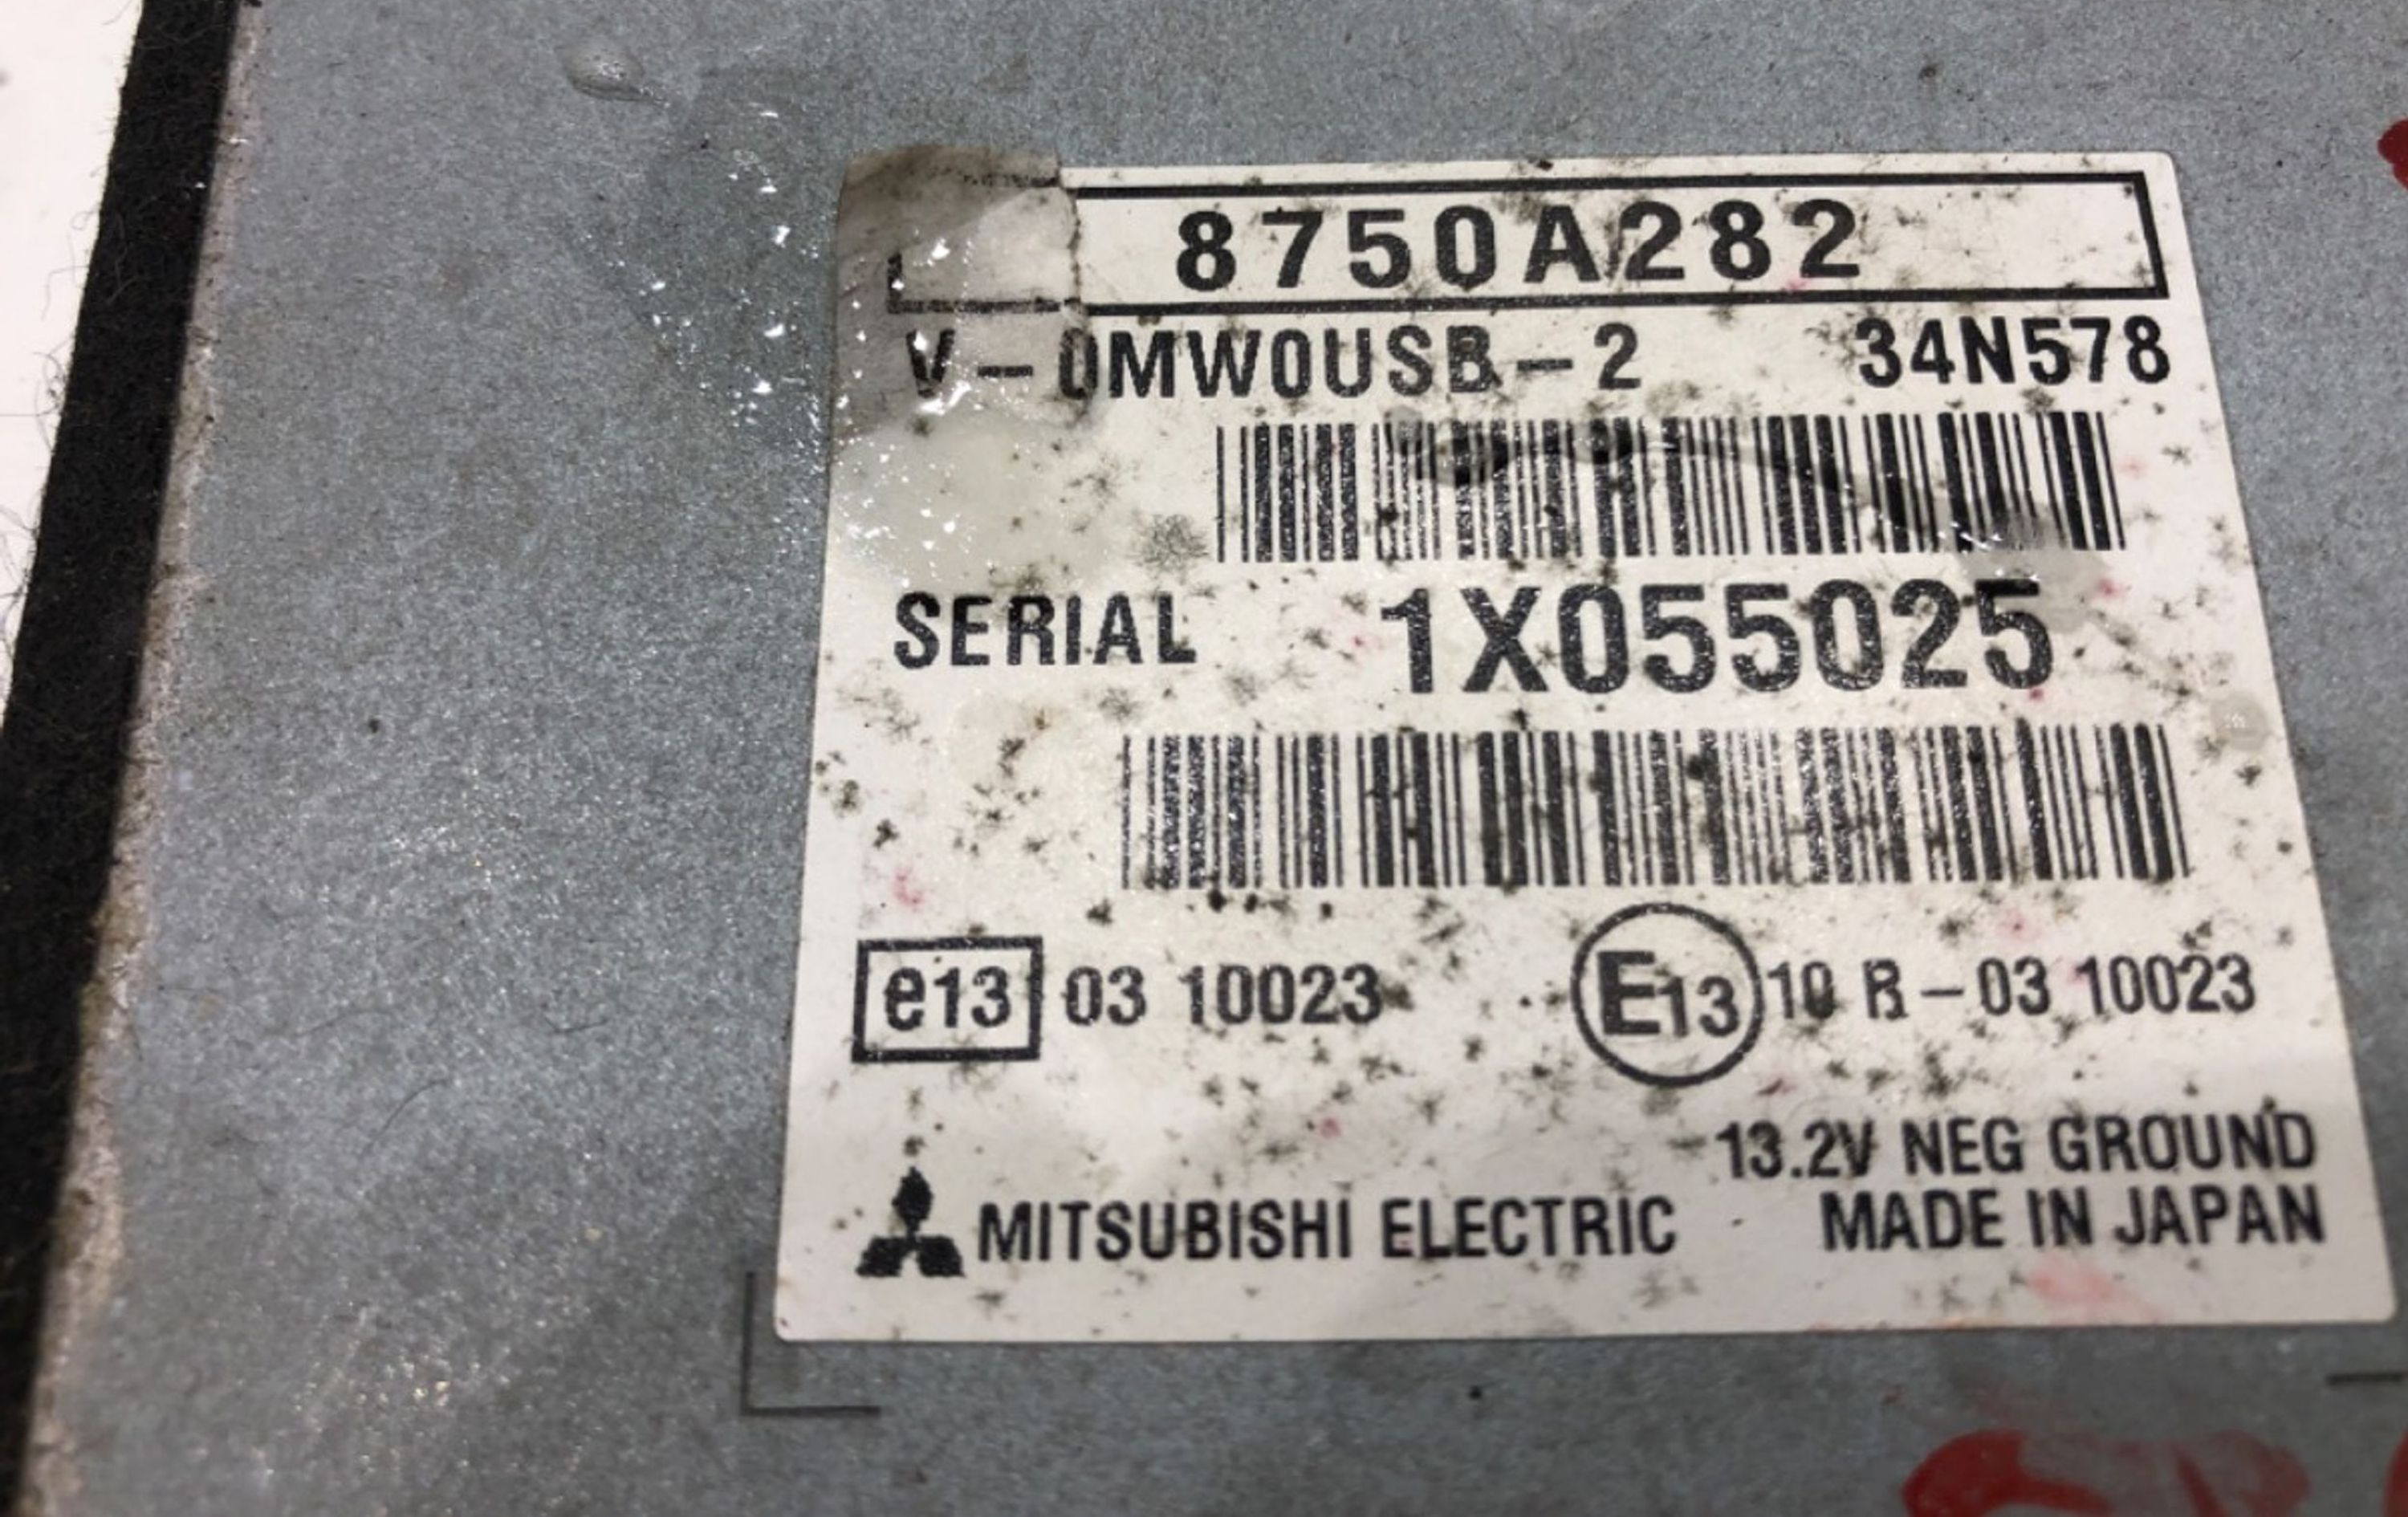 8750A282
V-0MW0USB-2 34N578
SERIAL 1X055025
e13 03 10023 E13 10 R-03 10023
13.2V NEG GROUND
MITSUBISHI ELECTRIC MADE IN JAPAN